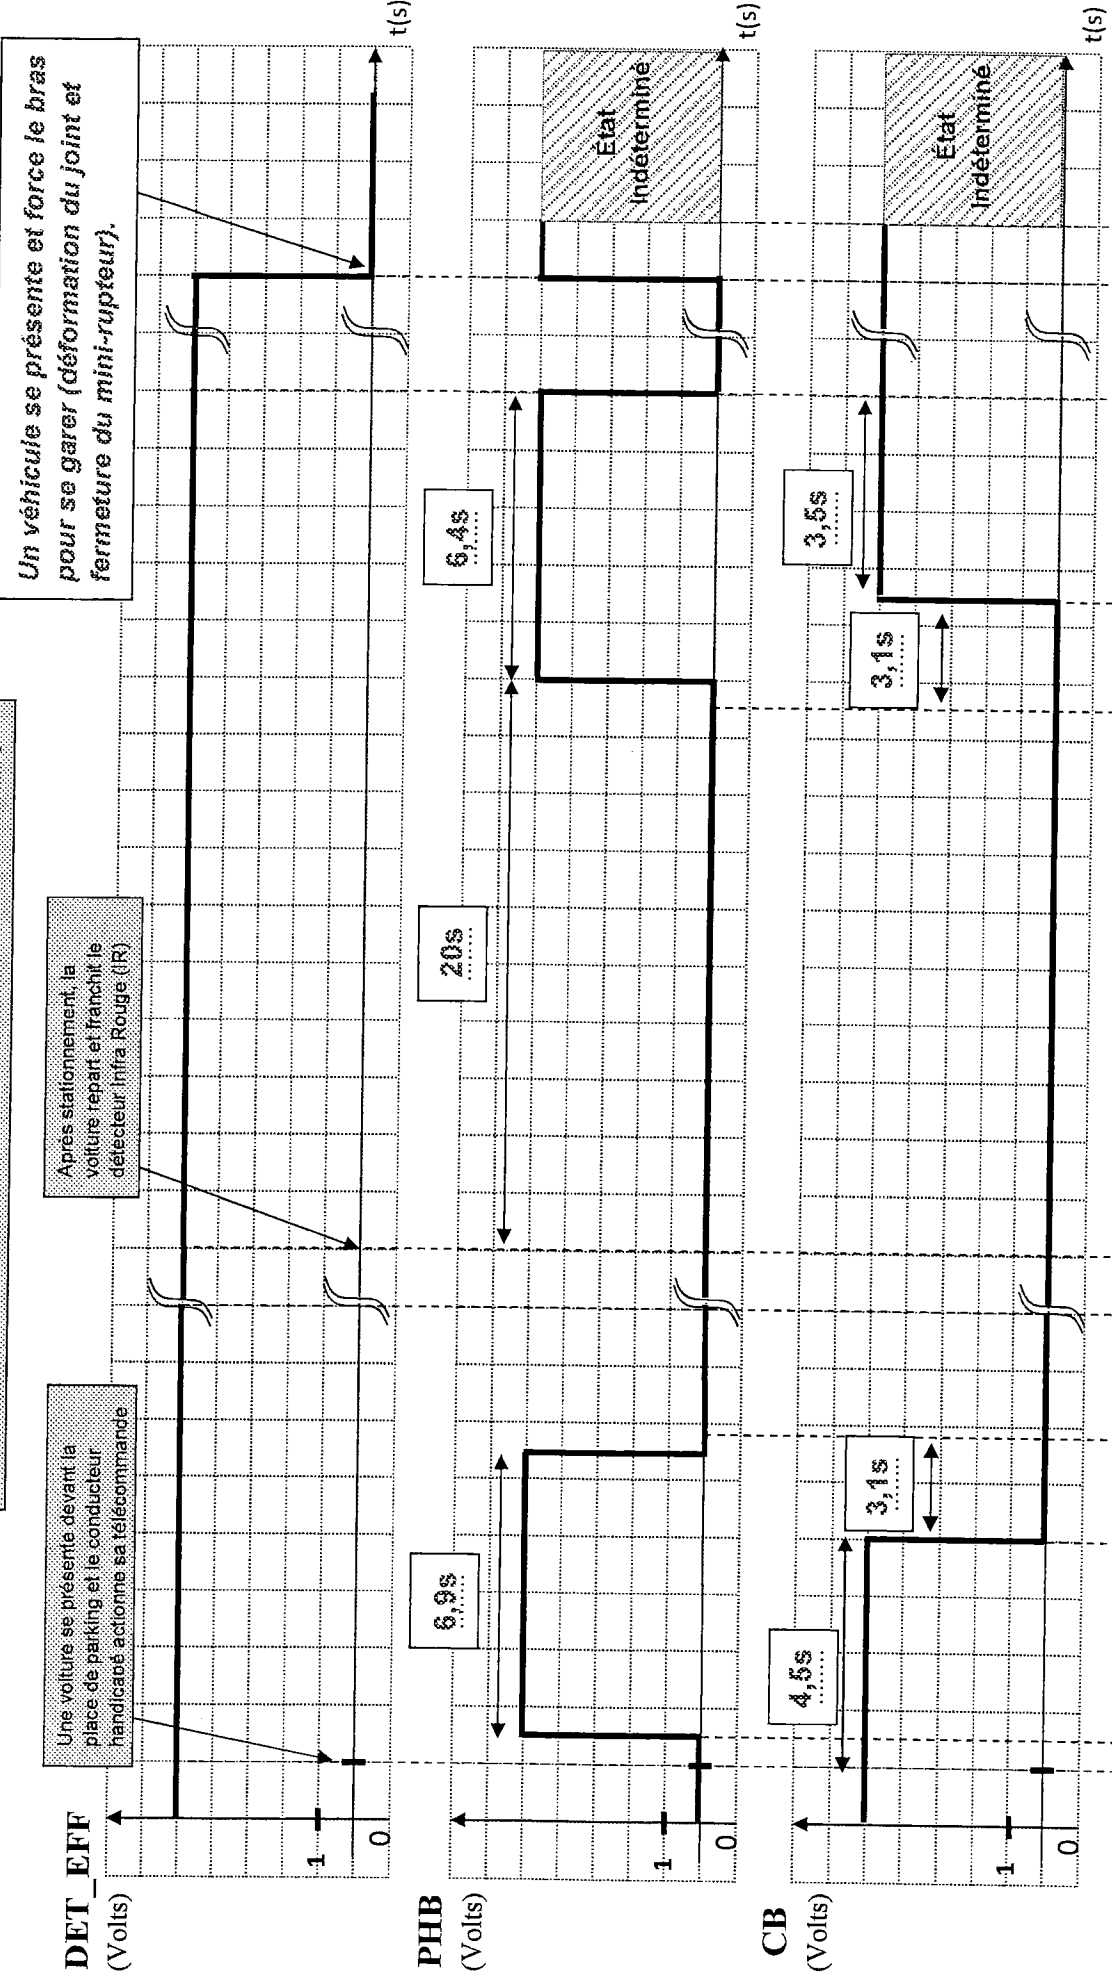 Une voiture se présente devant la
place de parking et le conducteur
handicapé actionne sa télécommande
Après stationnement, la
voiture repart et franchit le
détecteur Infra Rouge (IR)
Un véhicule se présente et force le bras
pour se garer (déformation du joint et
fermeture du mini-rupteur).
DET_EFF
(Volts)
1
0
t(s)
PHB
(Volts)
1
0
6,9s
20s
6,4s
État
Indéterminé
t(s)
CB
(Volts)
1
0
4,5s
3,1s
3,1s
3,5s
État
Indéterminé
t(s)